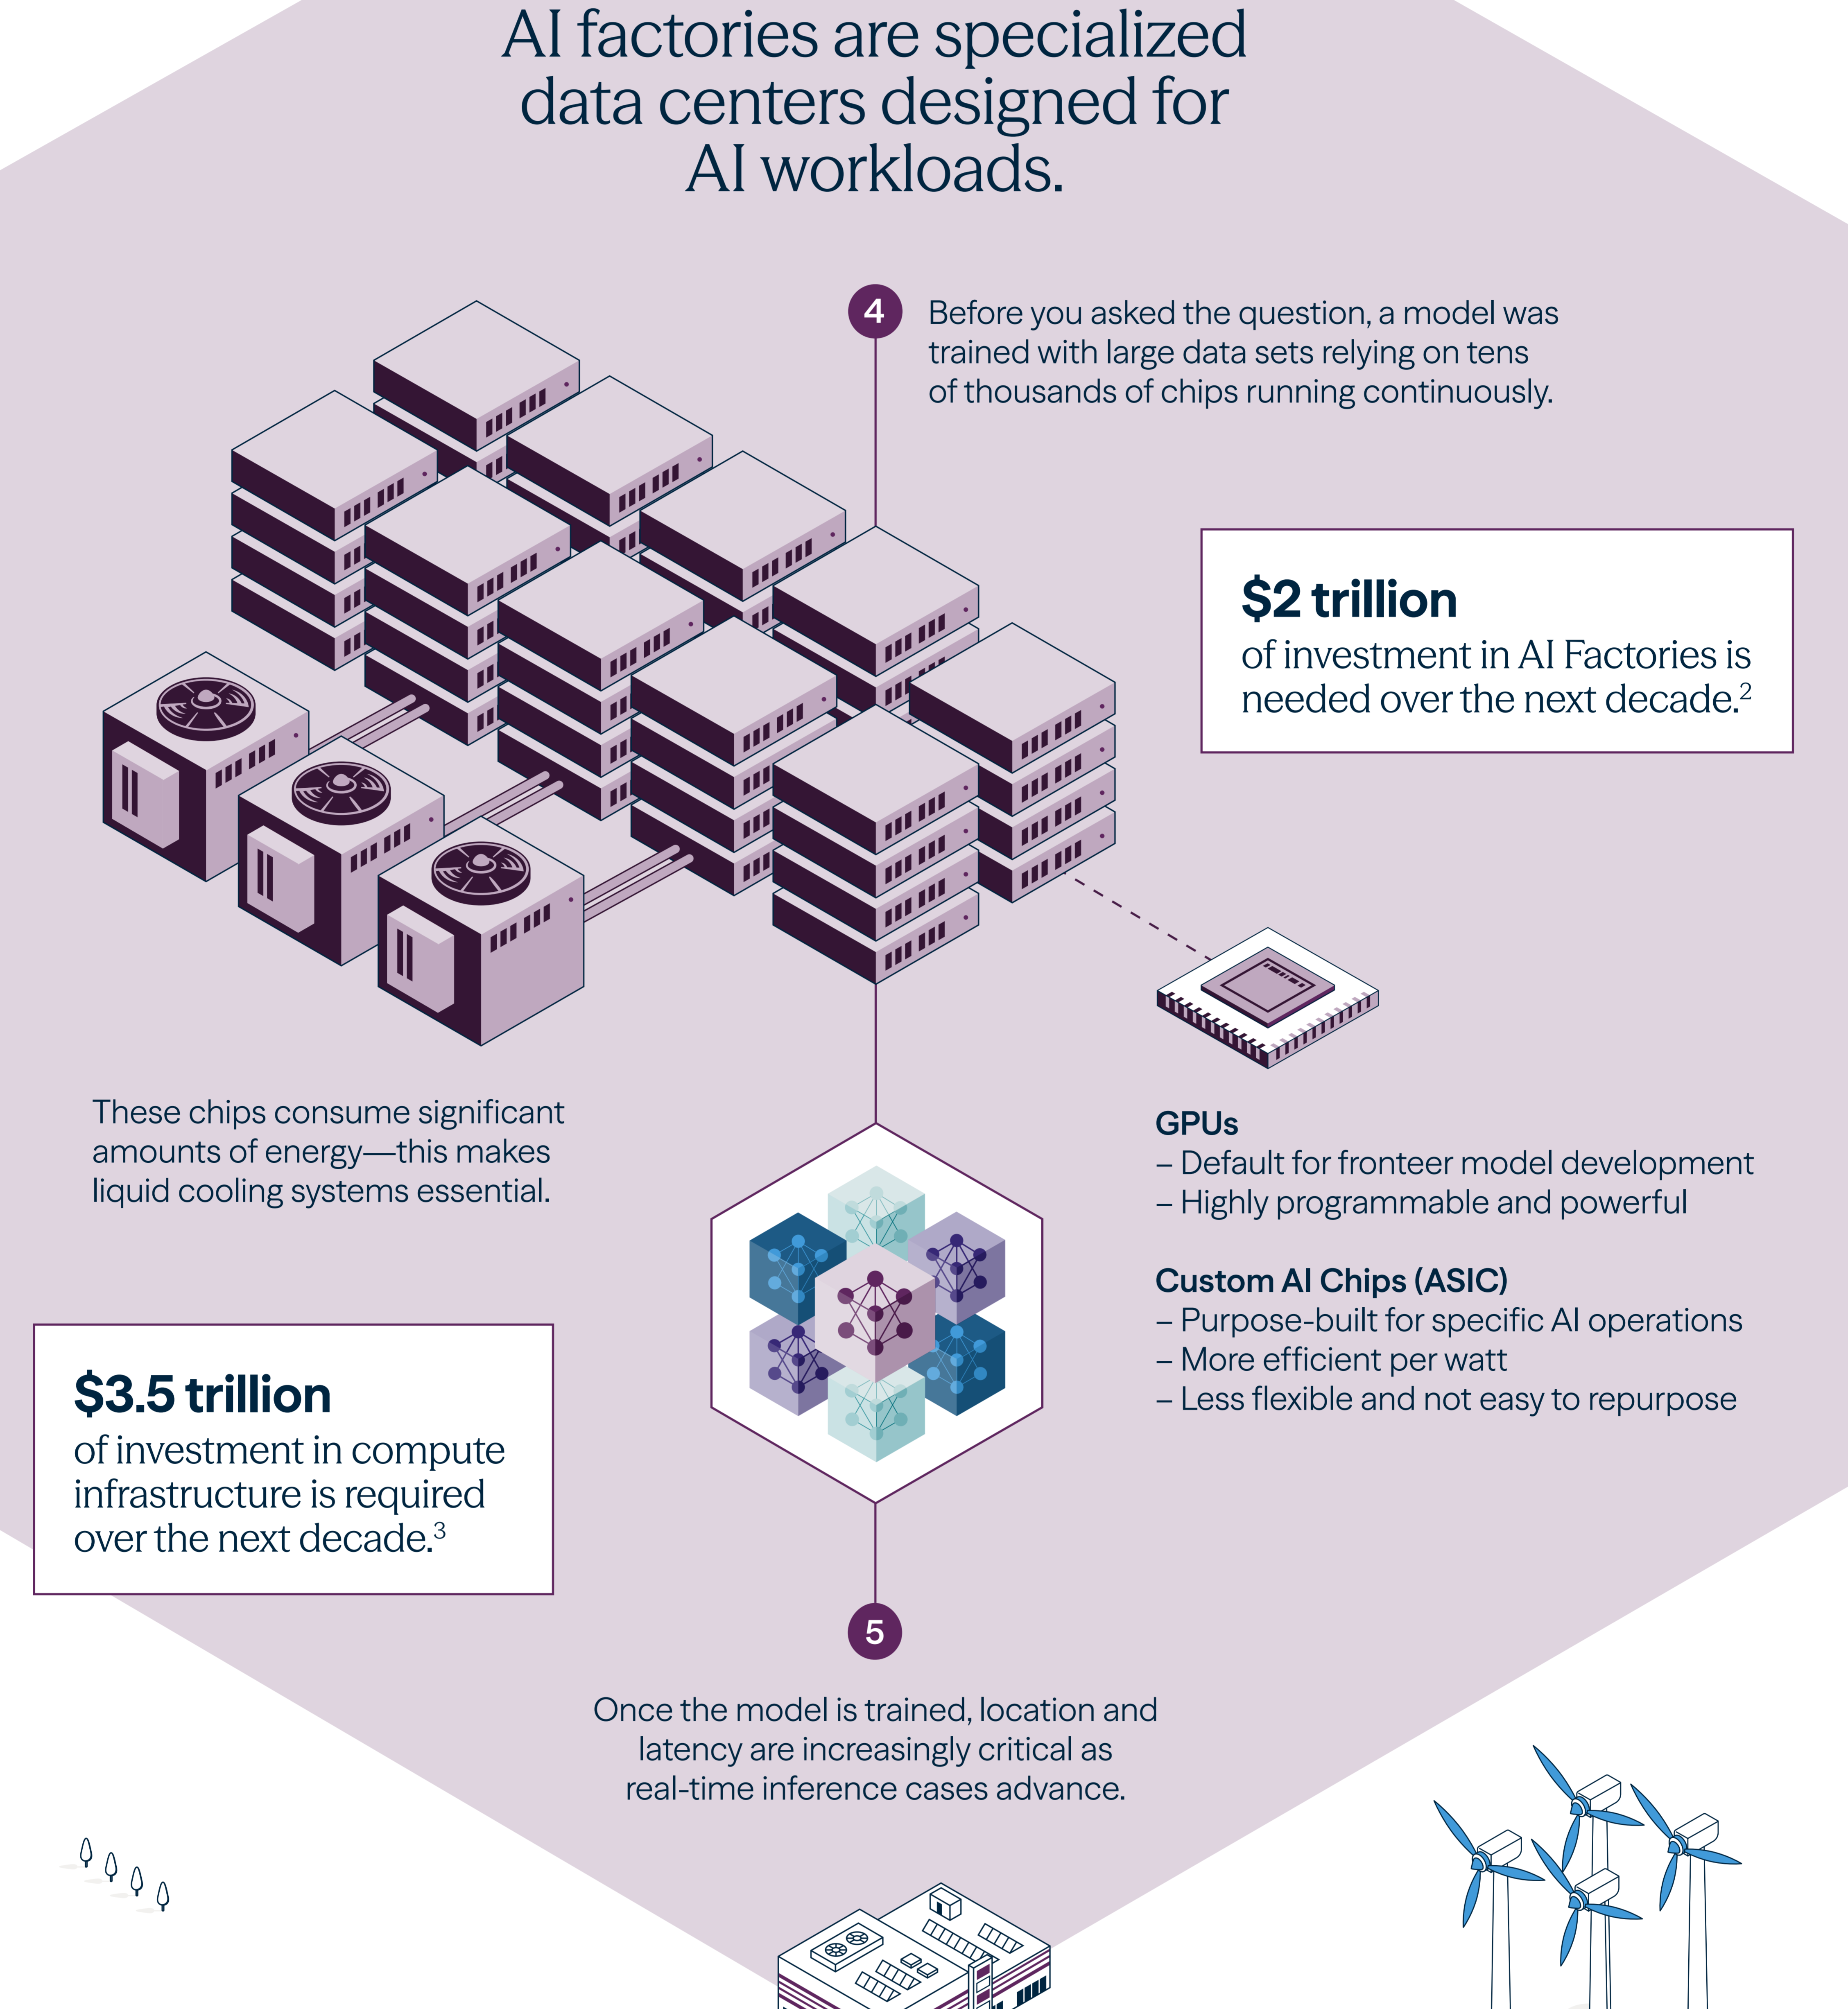 AI factories are specialized
data centers designed for
AI workloads.
4
Before you asked the question, a model was
trained with large data sets relying on tens
of thousands of chips running continuously.
$2 trillion
of investment in AI Factories is
needed over the next decade.2
These chips consume significant
amounts of energy—this makes
liquid cooling systems essential.
GPUs
– Default for fronteer model development
– Highly programmable and powerful
Custom AI Chips (ASIC)
– Purpose-built for specific AI operations
– More efficient per watt
– Less flexible and not easy to repurpose
$3.5 trillion
of investment in compute
infrastructure is required
over the next decade.3
5
Once the model is trained, location and
latency are increasingly critical as
real-time inference cases advance.